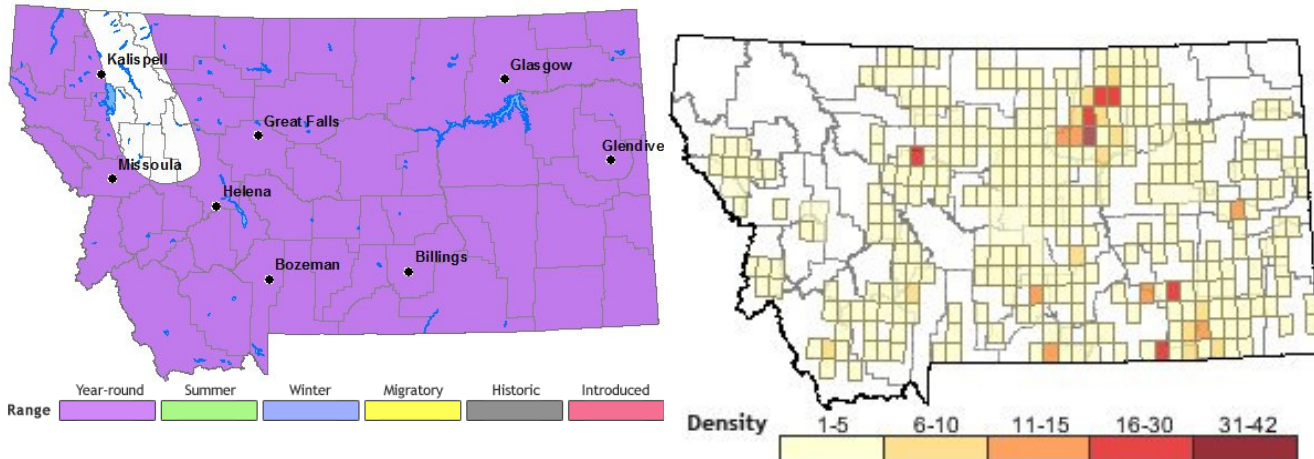 Kalispell
Glasgow
Great Falls
Glendive
Missoula
Helena
Bozeman
Billings
Range Year-round Summer Winter Migratory Historic Introduced
Density 1-5 6-10 11-15 16-30 31-42